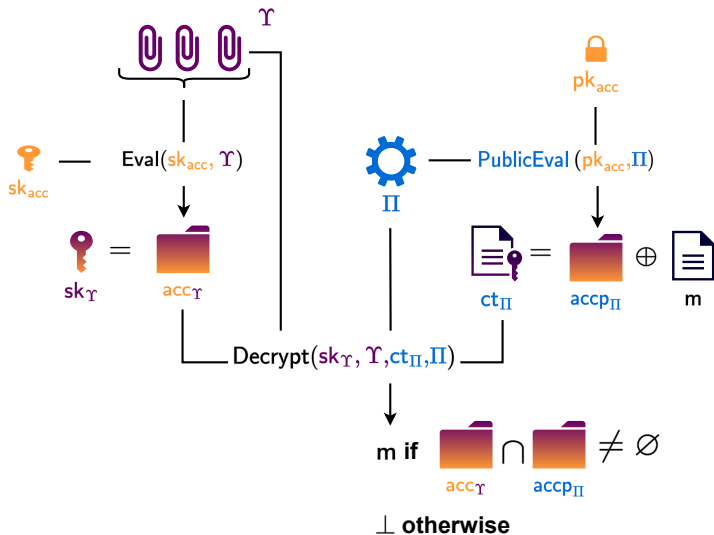 ϒ
pk_acc
Eval(sk_acc, ϒ)
PublicEval (pk_acc,Π)
sk_acc
Π
=
=
⊕
sk_ϒ
acc_ϒ
ct_Π
accp_Π
m
Decrypt(sk_ϒ, ϒ,ct_Π,Π)
m if
∩
≠ ∅
acc_ϒ
accp_Π
⊥ otherwise